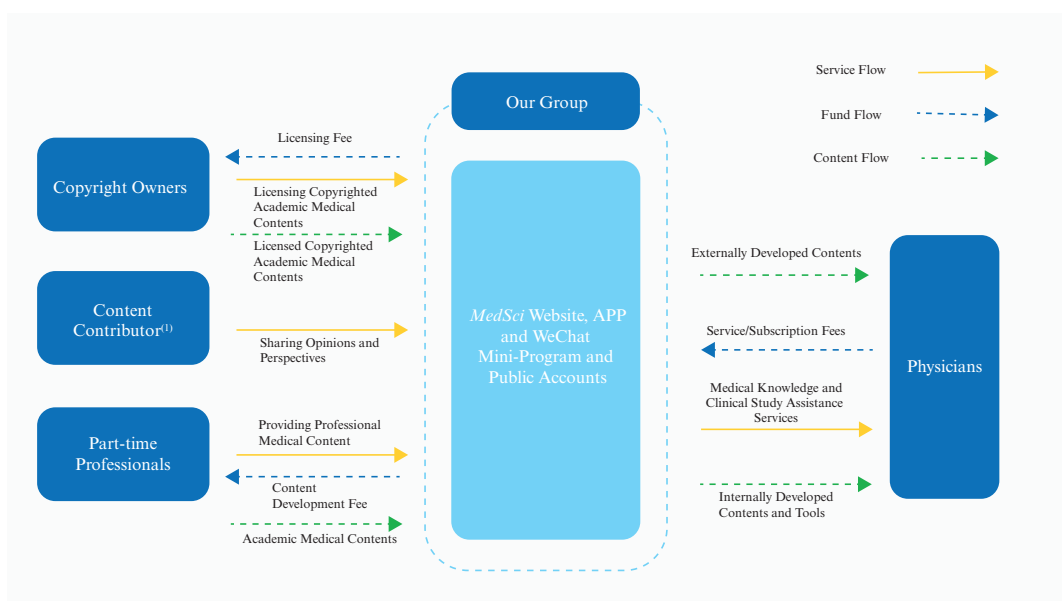 Our Group
Service Flow
Fund Flow
Content Flow
Copyright Owners
Licensing Fee
Licensing Copyrighted
Academic Medical
Contents
Licensed Copyrighted
Academic Medical
Contents
Content
Contributor(1)
Sharing Opinions and
Perspectives
Part-time
Professionals
Providing Professional
Medical Content
Content
Development Fee
Academic Medical Contents
MedSci Website, APP
and WeChat
Mini-Program and
Public Accounts
Externally Developed Contents
Service/Subscription Fees
Medical Knowledge and
Clinical Study Assistance
Services
Internally Developed
Contents and Tools
Physicians